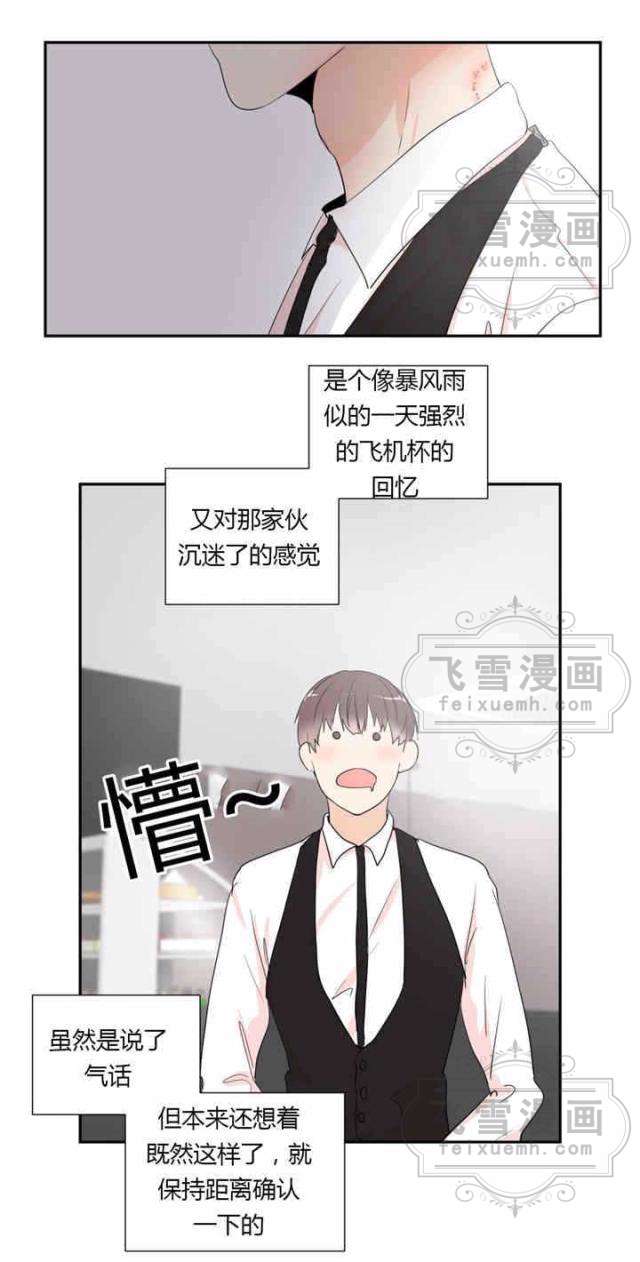 飞雪漫画
feixuemh.com
是个像暴风雨
似的一天强烈
的飞机杯的
回忆
又对那家伙
沉迷了的感觉
飞雪漫画
feixuemh.com
懵~
虽然是说了
气话
但本来还想着
既然这样了，就
保持距离确认
一下的
飞雪漫画
feixuemh.com